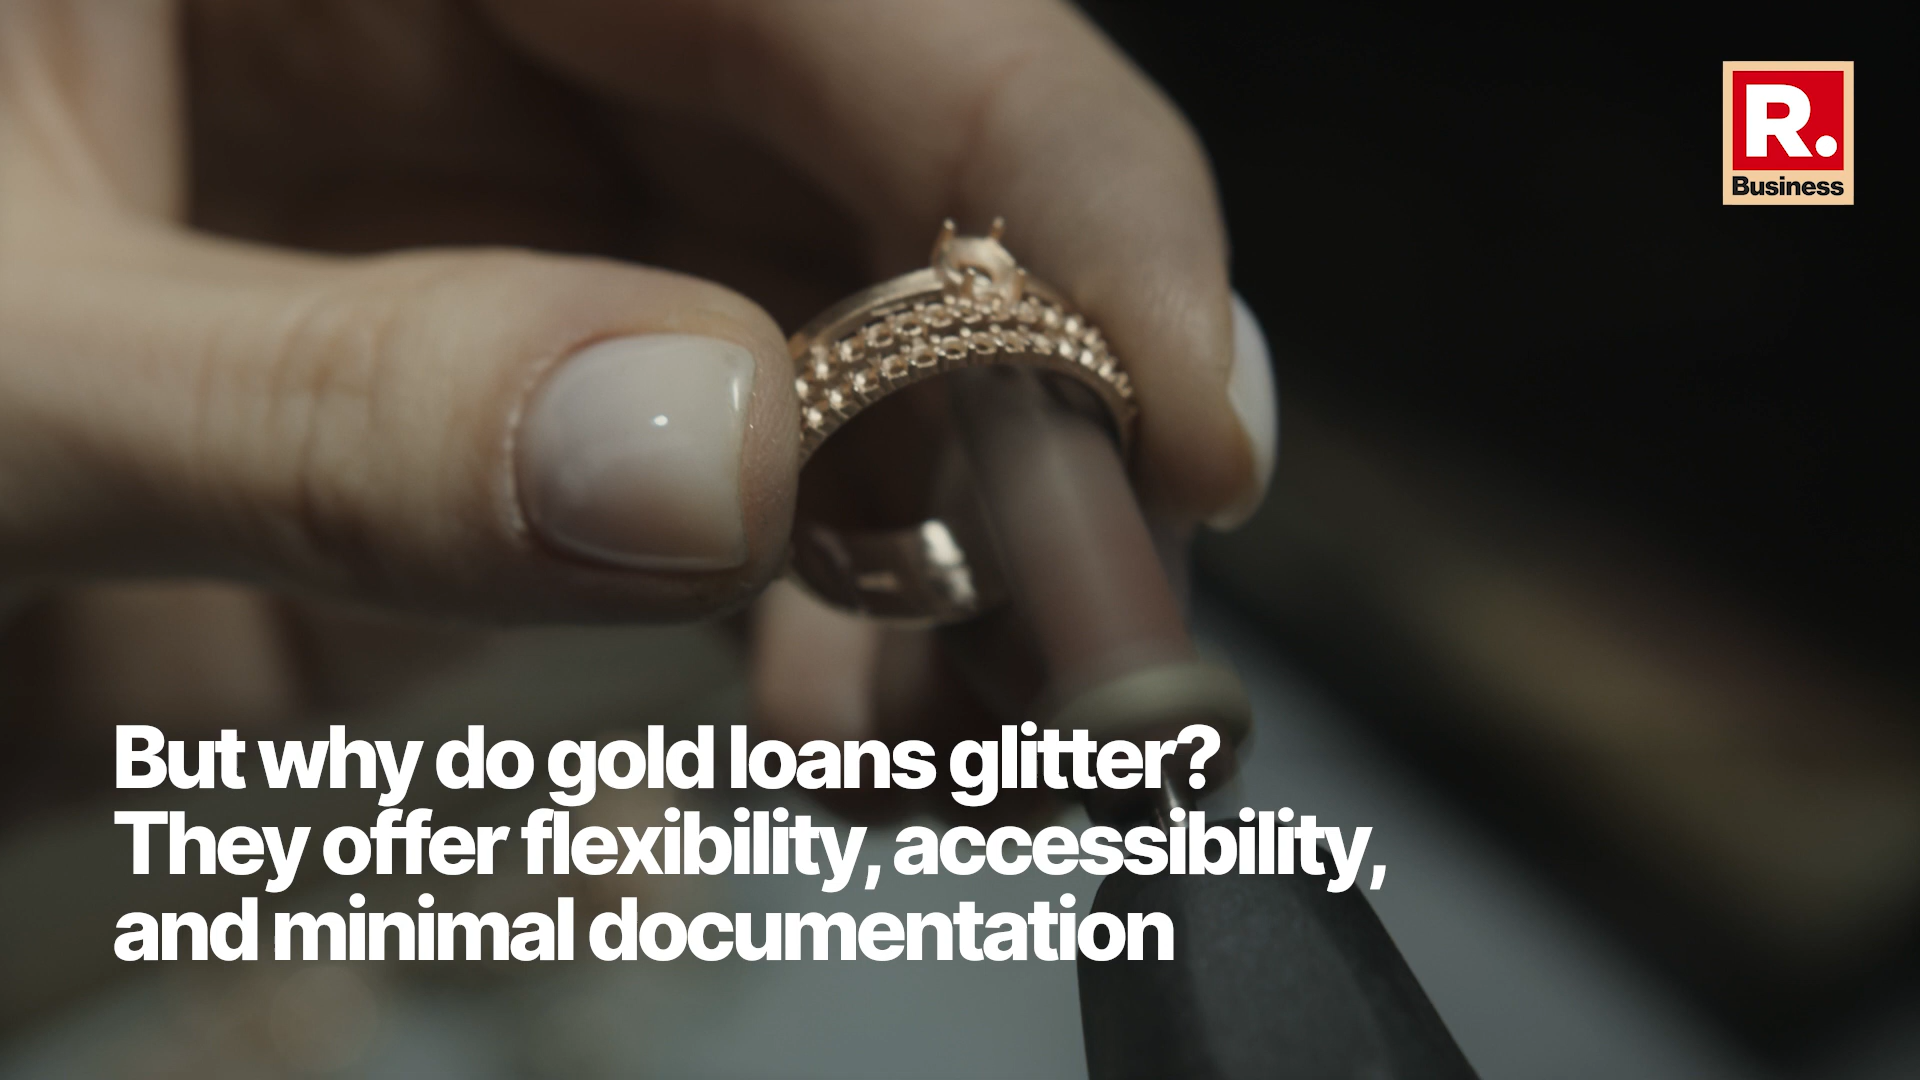 R.
Business
But why do gold loans glitter?
They offer flexibility, accessibility,
and minimal documentation